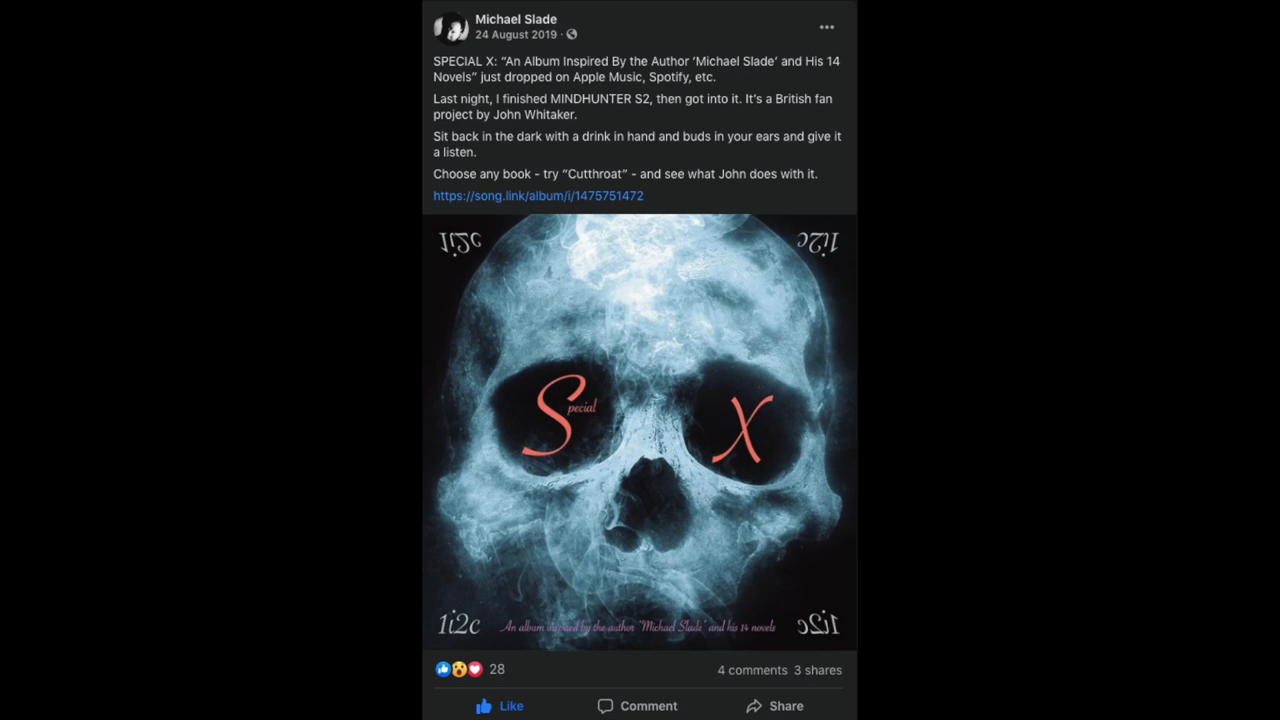 Michael Slade
24 August 2019 ·
SPECIAL X: “An Album Inspired By the Author ‘Michael Slade’ and His 14
Novels” just dropped on Apple Music, Spotify, etc.
Last night, I finished MINDHUNTER S2, then got into it. It’s a British fan
project by John Whitaker.
Sit back in the dark with a drink in hand and buds in your ears and give it
a listen.
Choose any book - try “Cutthroat” - and see what John does with it.
https://song.link/album/i/1475751472
1i2c
1i2c
Special X
1i2c
An album inspired by the author "Michael Slade" and his 14 novels
1i2c
28
4 comments 3 shares
Like
Comment
Share